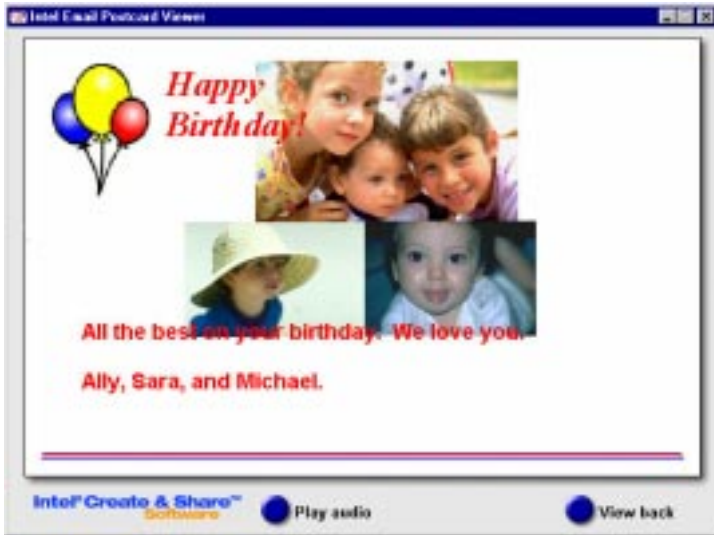 Intel Email Postcard Viewer
Happy
Birthday!
All the best on your birthday. We love you.
Ally, Sara, and Michael.
Intel® Create & Share™
Software
Play audio
View back